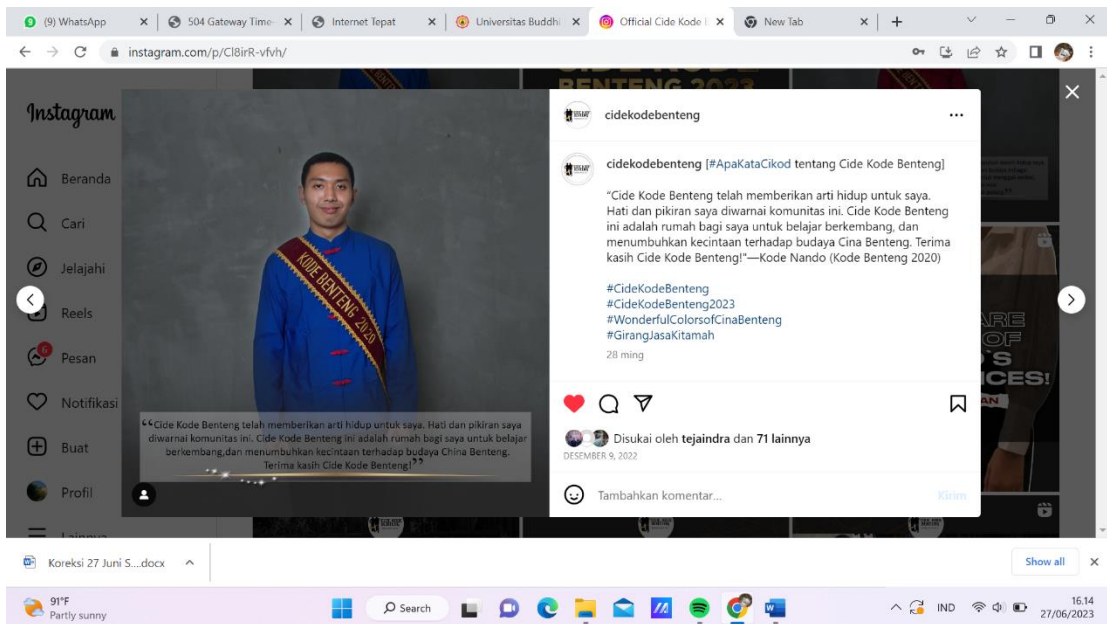 (9) WhatsApp
504 Gateway Time-
Internet Tepat
Universitas Buddhi
Official Cide Kode B
New Tab
instagram.com/p/Cl8irR-vfvh/
Instagram
Beranda
Cari
Jelajahi
Reels
Pesan
Notifikasi
Buat
Profil
Lainnya
BENTENG 2023
KODE BENTENG 2020
“Cide Kode Benteng telah memberikan arti hidup untuk saya. Hati dan pikiran saya
diwarnai komunitas ini. Cide Kode Benteng ini adalah rumah bagi saya untuk belajar
berkembang,dan menumbuhkan kecintaan terhadap budaya China Benteng.
Terima kasih Cide Kode Benteng!”
cidekodebenteng
cidekodebenteng [#ApaKataCikod tentang Cide Kode Benteng]
“Cide Kode Benteng telah memberikan arti hidup untuk saya.
Hati dan pikiran saya diwarnai komunitas ini. Cide Kode Benteng
ini adalah rumah bagi saya untuk belajar berkembang, dan
menumbuhkan kecintaan terhadap budaya Cina Benteng. Terima
kasih Cide Kode Benteng!"—Kode Nando (Kode Benteng 2020)
#CideKodeBenteng
#CideKodeBenteng2023
#WonderfulColorsofCinaBenteng
#GirangJasaKitamah
28 ming
Disukai oleh tejaindra dan 71 lainnya
DESEMBER 9, 2022
Tambahkan komentar...
Kirim
Koreksi 27 Juni S....docx
Show all
91°F
Partly sunny
Search
IND
16.14
27/06/2023